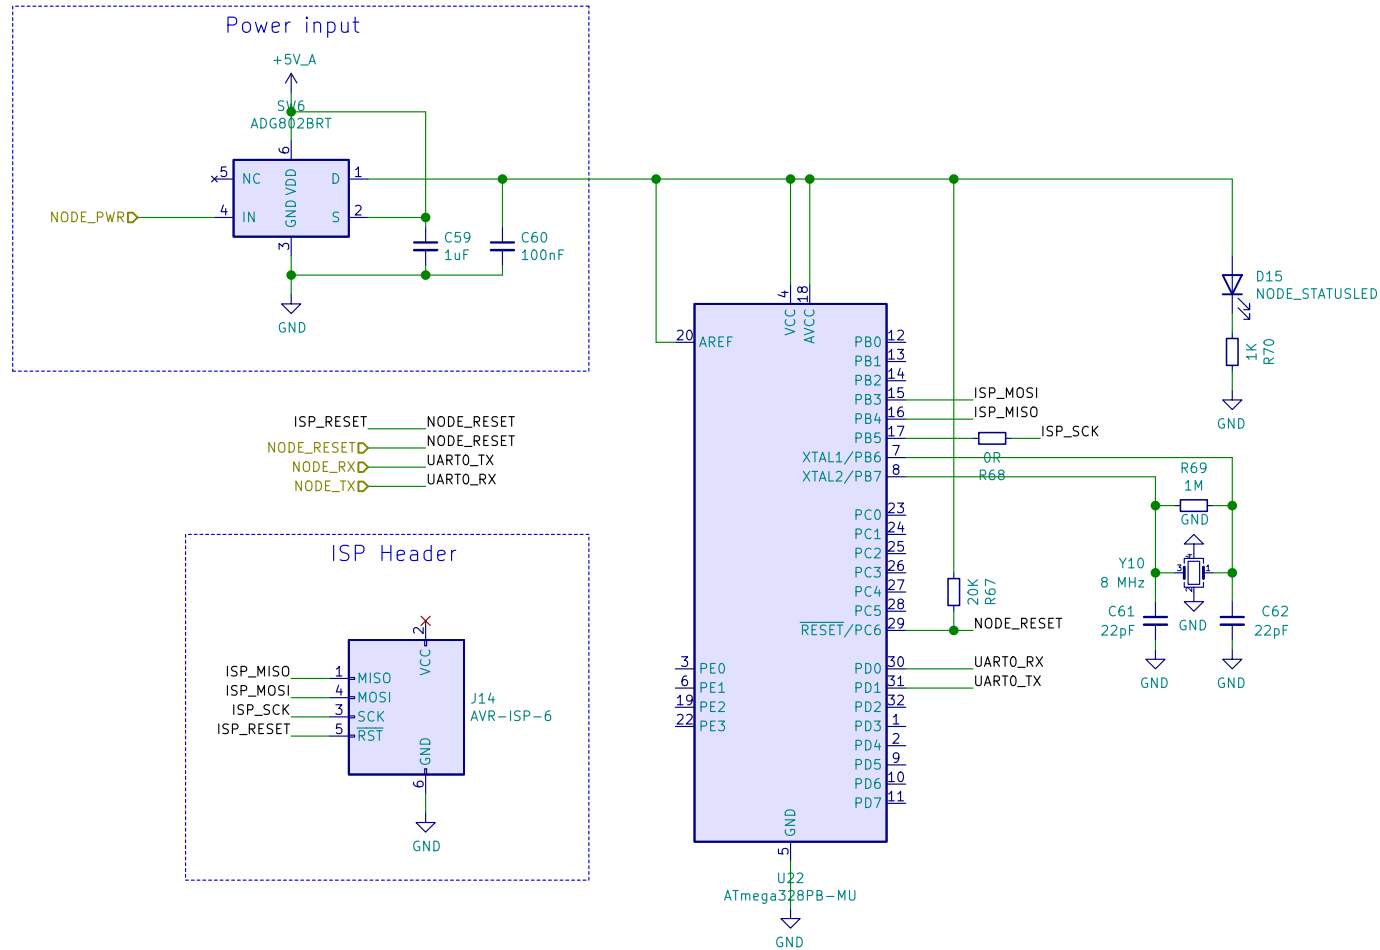 Power input
+5V_A
SW6
ADG802BRT
6
5 NC VDD D 1
NODE_PWR 4 IN GND S 2
3
C59
1uF
C60
100nF
GND
D15
NODE_STATUSLED
1K
R70
GND
ISP_RESET NODE_RESET
NODE_RESET NODE_RESET
NODE_RX UART0_TX
NODE_TX UART0_RX
ISP Header
2
VCC
ISP_MISO 1 MISO
ISP_MOSI 4 MOSI
ISP_SCK 3 SCK
ISP_RESET 5 RST
GND
6
J14
AVR-ISP-6
GND
4 18
VCC AVCC
20 AREF
PB0 12
PB1 13
PB2 14
PB3 15 ISP_MOSI
PB4 16 ISP_MISO
PB5 17 ISP_SCK
XTAL1/PB6 7 0R
XTAL2/PB7 8 R68
PC0 23
PC1 24
PC2 25
PC3 26
PC4 27
PC5 28
RESET/PC6 29 NODE_RESET
20K
R67
3 PE0
6 PE1
19 PE2
22 PE3
PD0 30 UART0_RX
PD1 31 UART0_TX
PD2 32
PD3 1
PD4 2
PD5 9
PD6 10
PD7 11
GND
5
U22
ATmega328PB-MU
GND
R69
1M
GND
Y10
8 MHz
4
3 1
2
GND
C61
22pF
C62
22pF
GND
GND